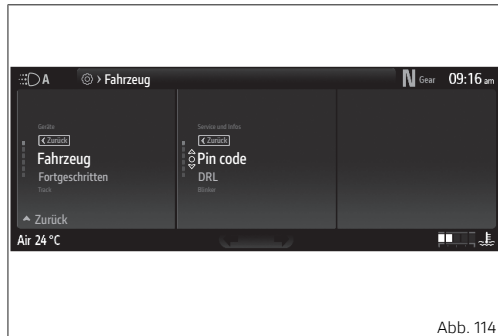 A > Fahrzeug N Gear 09:16 am
Geräte
Zurück
Fahrzeug
Fortgeschritten
Track
Zurück
Service und Infos
Zurück
Pin code
DRL
Blinker
Air 24 °C
Abb. 114